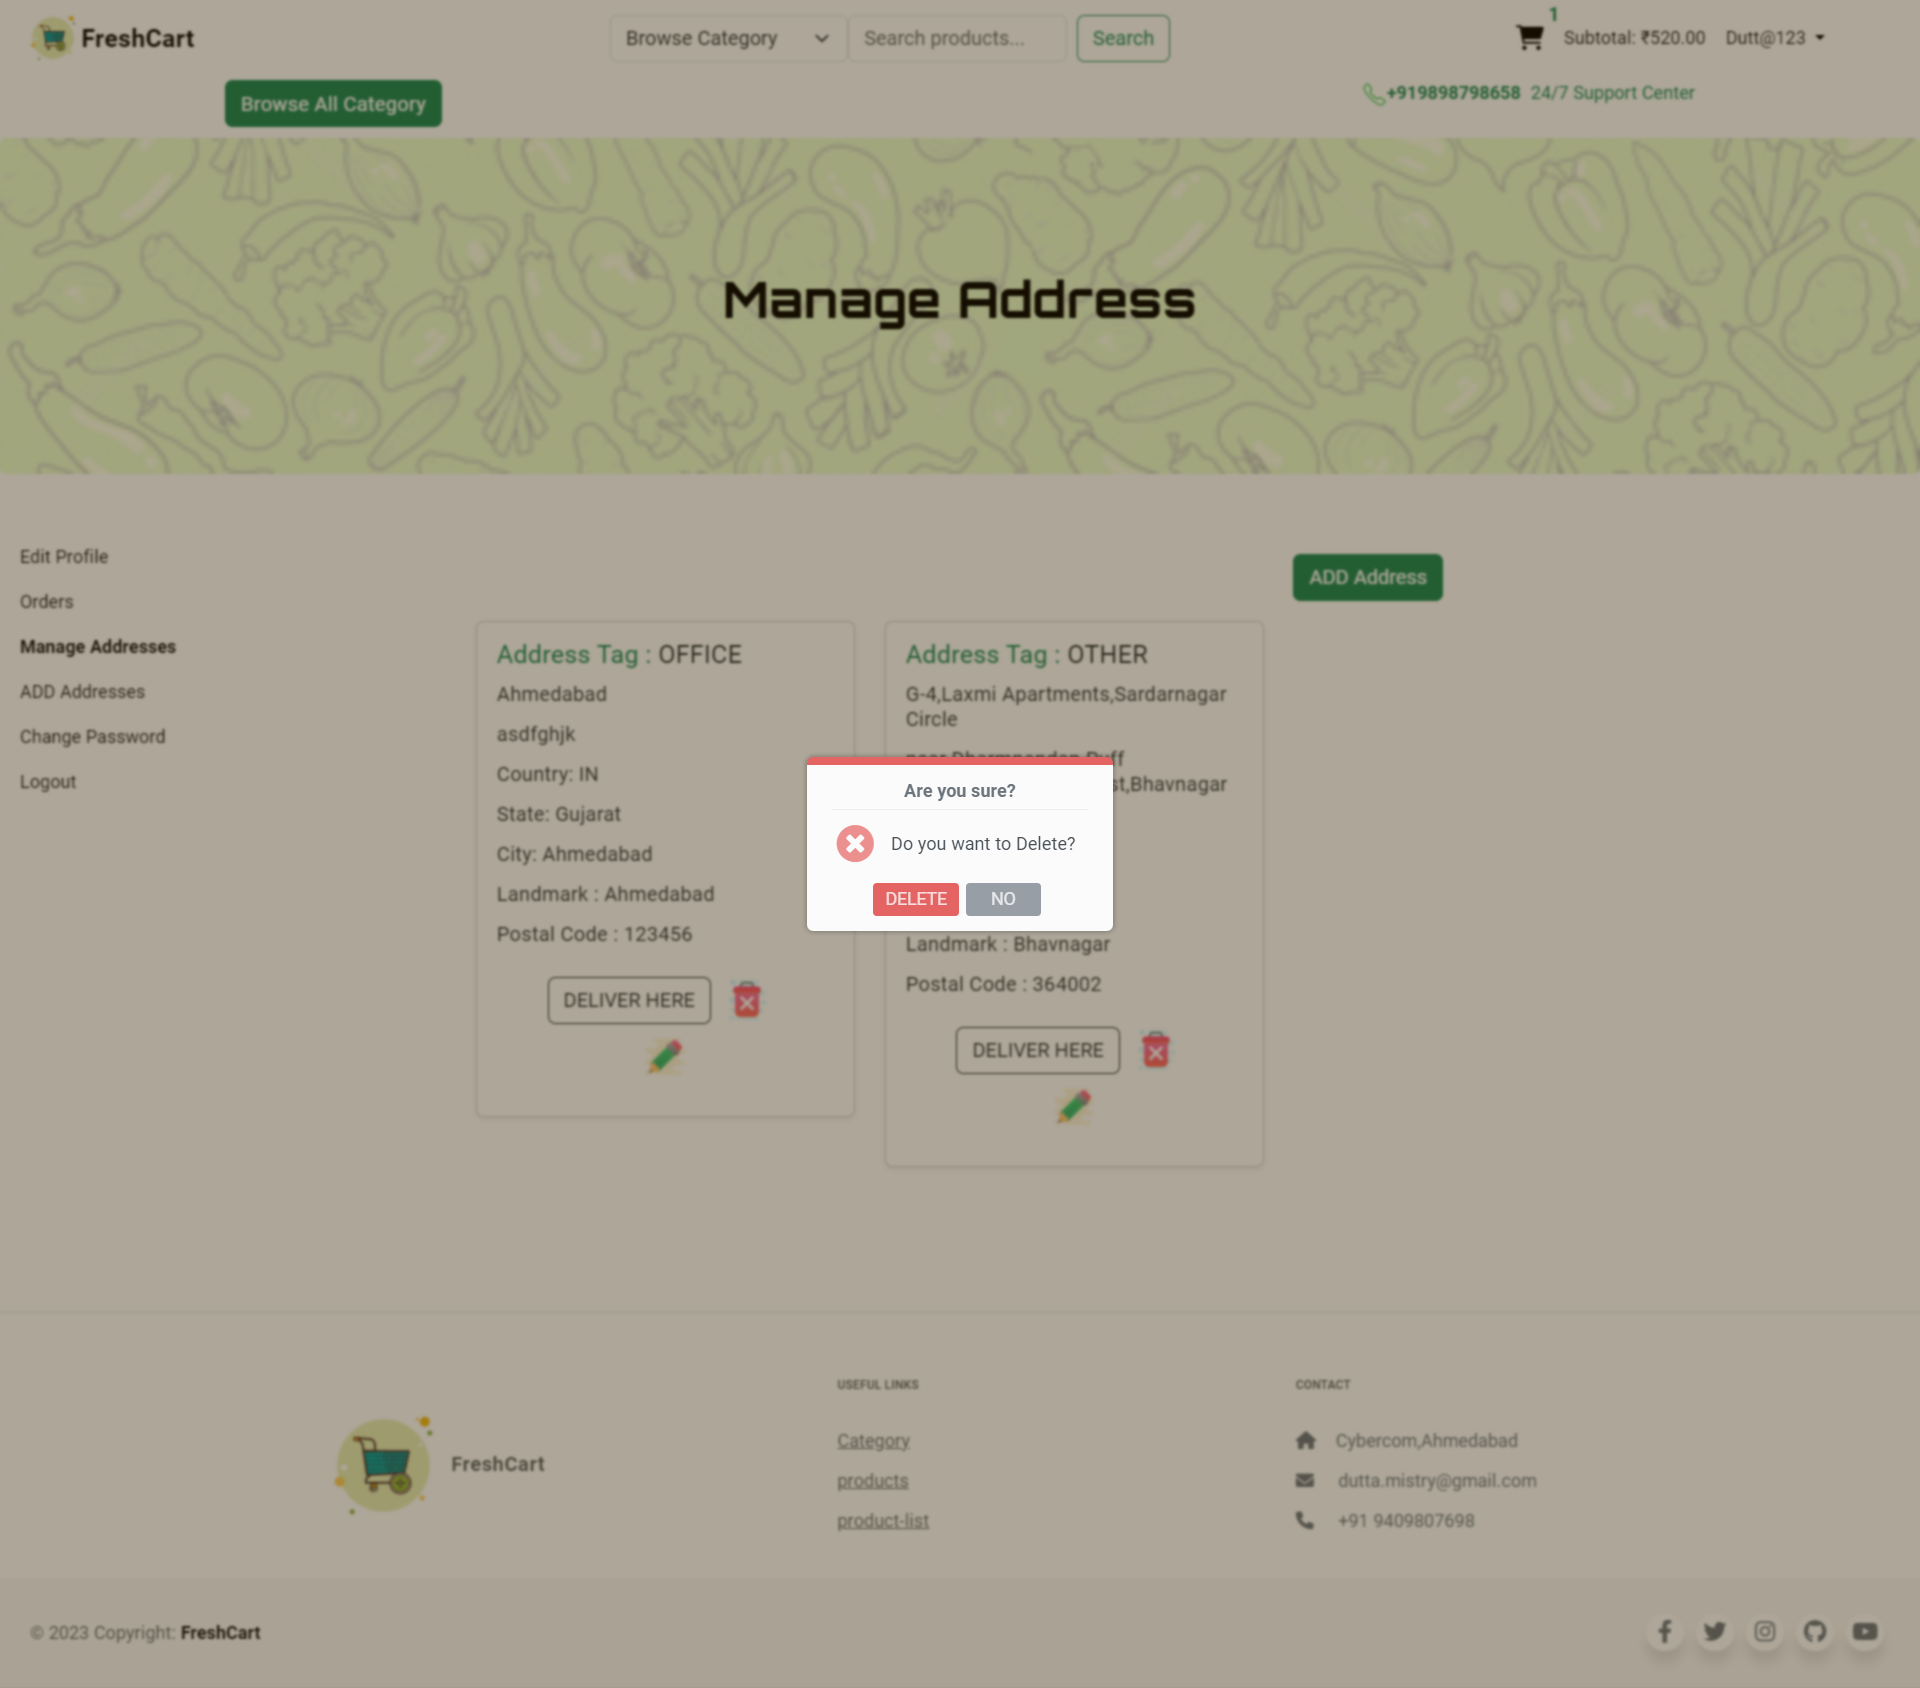 FreshCart
Browse Category
Search products...
Search
1
Subtotal: ₹520.00
Dutt@123
Browse All Category
+919898798658 24/7 Support Center
Manage Address
Edit Profile
Orders
Manage Addresses
ADD Addresses
Change Password
Logout
ADD Address
Address Tag : OFFICE
Ahmedabad
asdfghjk
Country: IN
State: Gujarat
City: Ahmedabad
Landmark : Ahmedabad
Postal Code : 123456
DELIVER HERE
Address Tag : OTHER
G-4,Laxmi Apartments,Sardarnagar
Circle
st,Bhavnagar
Landmark : Bhavnagar
Postal Code : 364002
DELIVER HERE
Are you sure?
Do you want to Delete?
DELETE
NO
FreshCart
USEFUL LINKS
Category
products
product-list
CONTACT
Cybercom,Ahmedabad
dutta.mistry@gmail.com
+91 9409807698
© 2023 Copyright: FreshCart